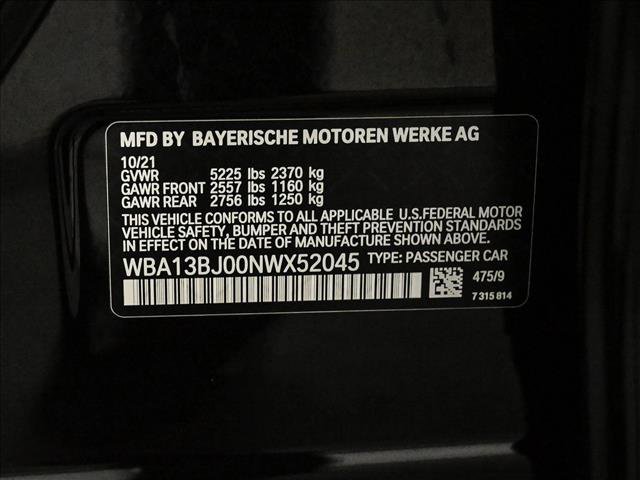 MFD BY BAYERISCHE MOTOREN WERKE AG
10/21
GVWR 5225 lbs 2370 kg
GAWR FRONT 2557 lbs 1160 kg
GAWR REAR 2756 lbs 1250 kg
THIS VEHICLE CONFORMS TO ALL APPLICABLE U.S.FEDERAL MOTOR
VEHICLE SAFETY, BUMPER, AND THEFT PREVENTION STANDARDS
IN EFFECT ON THE DATE OF MANUFACTURE SHOWN ABOVE.
WBA13BJ00NWX52045 TYPE: PASSENGER CAR
475/9
7 315 814